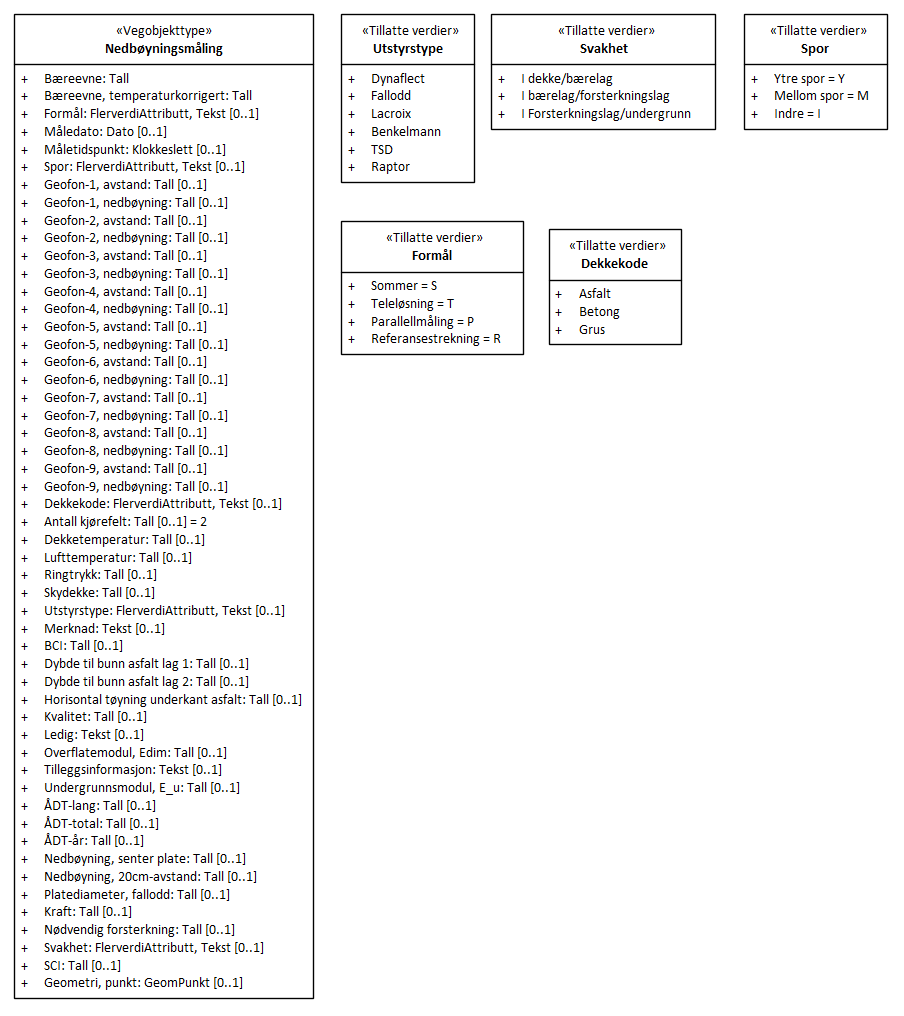 «Vegobjekttype»
Nedbøyningsmåling
+ Bæreevne: Tall
+ Bæreevne, temperaturkorrigert: Tall
+ Formål: FlerverdiAttributt, Tekst [0..1]
+ Måledato: Dato [0..1]
+ Måletidspunkt: Klokkeslett [0..1]
+ Spor: FlerverdiAttributt, Tekst [0..1]
+ Geofon-1, avstand: Tall [0..1]
+ Geofon-1, nedbøyning: Tall [0..1]
+ Geofon-2, avstand: Tall [0..1]
+ Geofon-2, nedbøyning: Tall [0..1]
+ Geofon-3, avstand: Tall [0..1]
+ Geofon-3, nedbøyning: Tall [0..1]
+ Geofon-4, avstand: Tall [0..1]
+ Geofon-4, nedbøyning: Tall [0..1]
+ Geofon-5, avstand: Tall [0..1]
+ Geofon-5, nedbøyning: Tall [0..1]
+ Geofon-6, avstand: Tall [0..1]
+ Geofon-6, nedbøyning: Tall [0..1]
+ Geofon-7, avstand: Tall [0..1]
+ Geofon-7, nedbøyning: Tall [0..1]
+ Geofon-8, avstand: Tall [0..1]
+ Geofon-8, nedbøyning: Tall [0..1]
+ Geofon-9, avstand: Tall [0..1]
+ Geofon-9, nedbøyning: Tall [0..1]
+ Dekkekode: FlerverdiAttributt, Tekst [0..1]
+ Antall kjørefelt: Tall [0..1] = 2
+ Dekketemperatur: Tall [0..1]
+ Lufttemperatur: Tall [0..1]
+ Ringtrykk: Tall [0..1]
+ Skydekke: Tall [0..1]
+ Utstyrstype: FlerverdiAttributt, Tekst [0..1]
+ Merknad: Tekst [0..1]
+ BCI: Tall [0..1]
+ Dybde til bunn asfalt lag 1: Tall [0..1]
+ Dybde til bunn asfalt lag 2: Tall [0..1]
+ Horisontal tøyning underkant asfalt: Tall [0..1]
+ Kvalitet: Tall [0..1]
+ Ledig: Tekst [0..1]
+ Overflatemodul, Edim: Tall [0..1]
+ Tilleggsinformasjon: Tekst [0..1]
+ Undergrunnsmodul, E_u: Tall [0..1]
+ ÅDT-lang: Tall [0..1]
+ ÅDT-total: Tall [0..1]
+ ÅDT-år: Tall [0..1]
+ Nedbøyning, senter plate: Tall [0..1]
+ Nedbøyning, 20cm-avstand: Tall [0..1]
+ Platediameter, fallodd: Tall [0..1]
+ Kraft: Tall [0..1]
+ Nødvendig forsterkning: Tall [0..1]
+ Svakhet: FlerverdiAttributt, Tekst [0..1]
+ SCI: Tall [0..1]
+ Geometri, punkt: GeomPunkt [0..1]
«Tillatte verdier»
Utstyrstype
+ Dynaflect
+ Fallodd
+ Lacroix
+ Benkelmann
+ TSD
+ Raptor
«Tillatte verdier»
Svakhet
+ I dekke/bærelag
+ I bærelag/forsterkningslag
+ I Forsterkningslag/undergrunn
«Tillatte verdier»
Spor
+ Ytre spor = Y
+ Mellom spor = M
+ Indre = I
«Tillatte verdier»
Formål
+ Sommer = S
+ Teleløsning = T
+ Parallellmåling = P
+ Referansestrekning = R
«Tillatte verdier»
Dekkekode
+ Asfalt
+ Betong
+ Grus